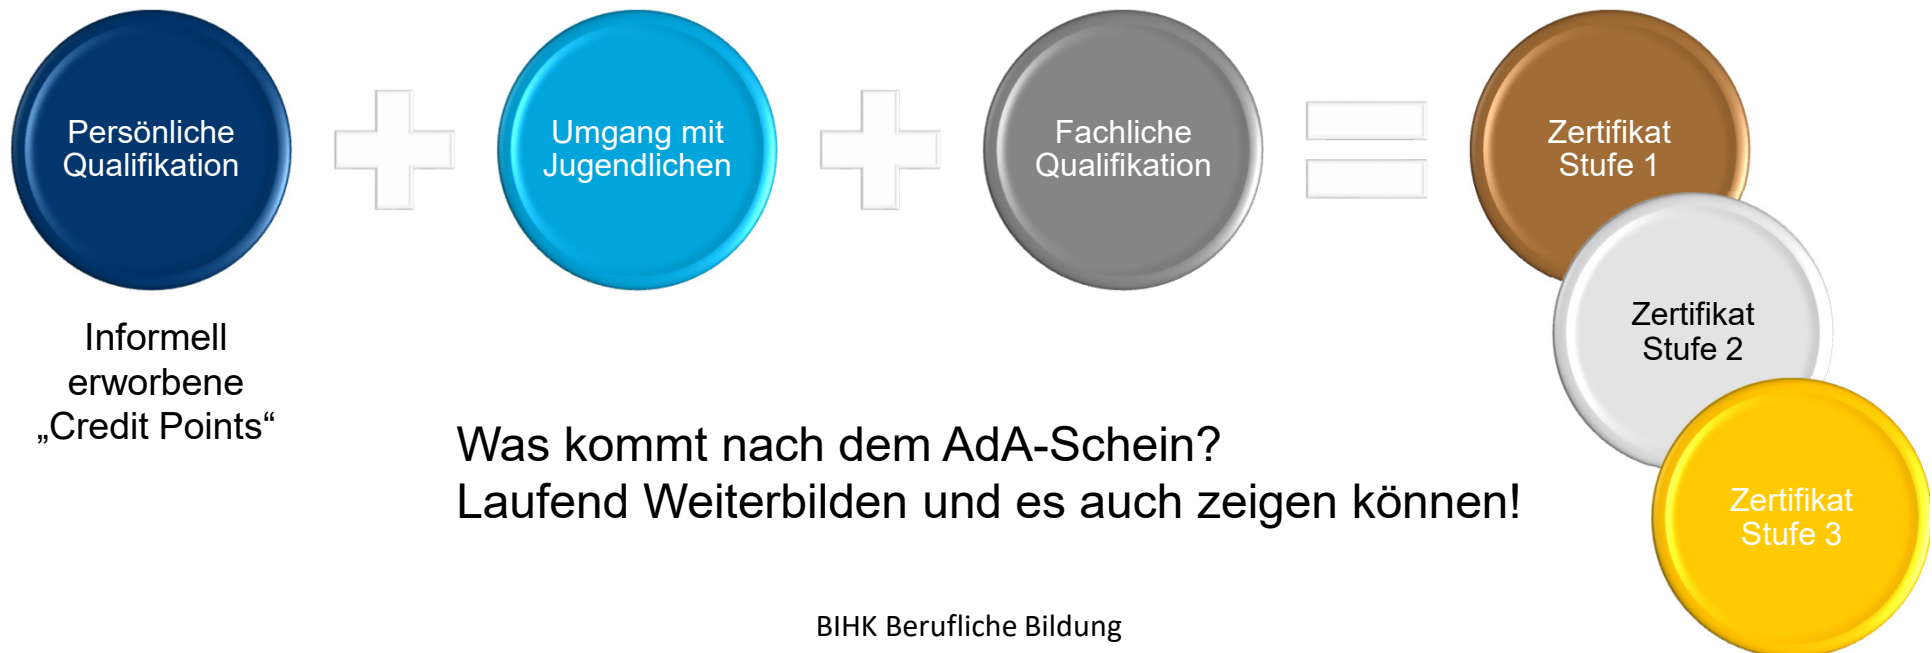 Persönliche
Qualifikation
Umgang mit
Jugendlichen
Fachliche
Qualifikation
Zertifikat
Stufe 1
Zertifikat
Stufe 2
Zertifikat
Stufe 3
Informell
erworbene
„Credit Points“
Was kommt nach dem AdA-Schein?
Laufend Weiterbilden und es auch zeigen können!
BIHK Berufliche Bildung